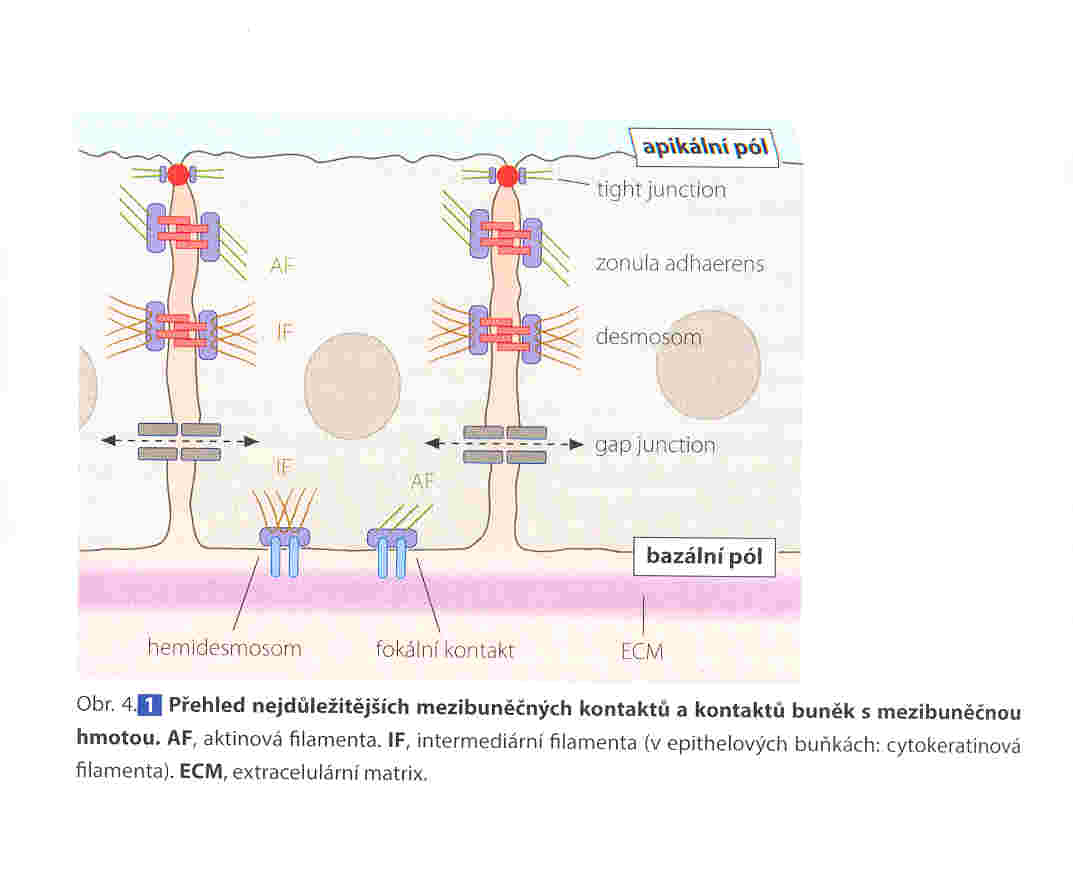 apikální pól
tight junction
zonula adhaerens
AF
desmosom
IF
gap junction
IF
AF
bazální pól
hemidesmosom
fokální kontakt
ECM
Obr. 4.1 Přehled nejdůležitějších mezibuněčných kontaktů a kontaktů buněk s mezibuněčnou
hmotou. AF, aktinová filamenta. IF, intermediární filamenta (v epithelových buňkách: cytokeratinová
filamenta). ECM, extracelulární matrix.